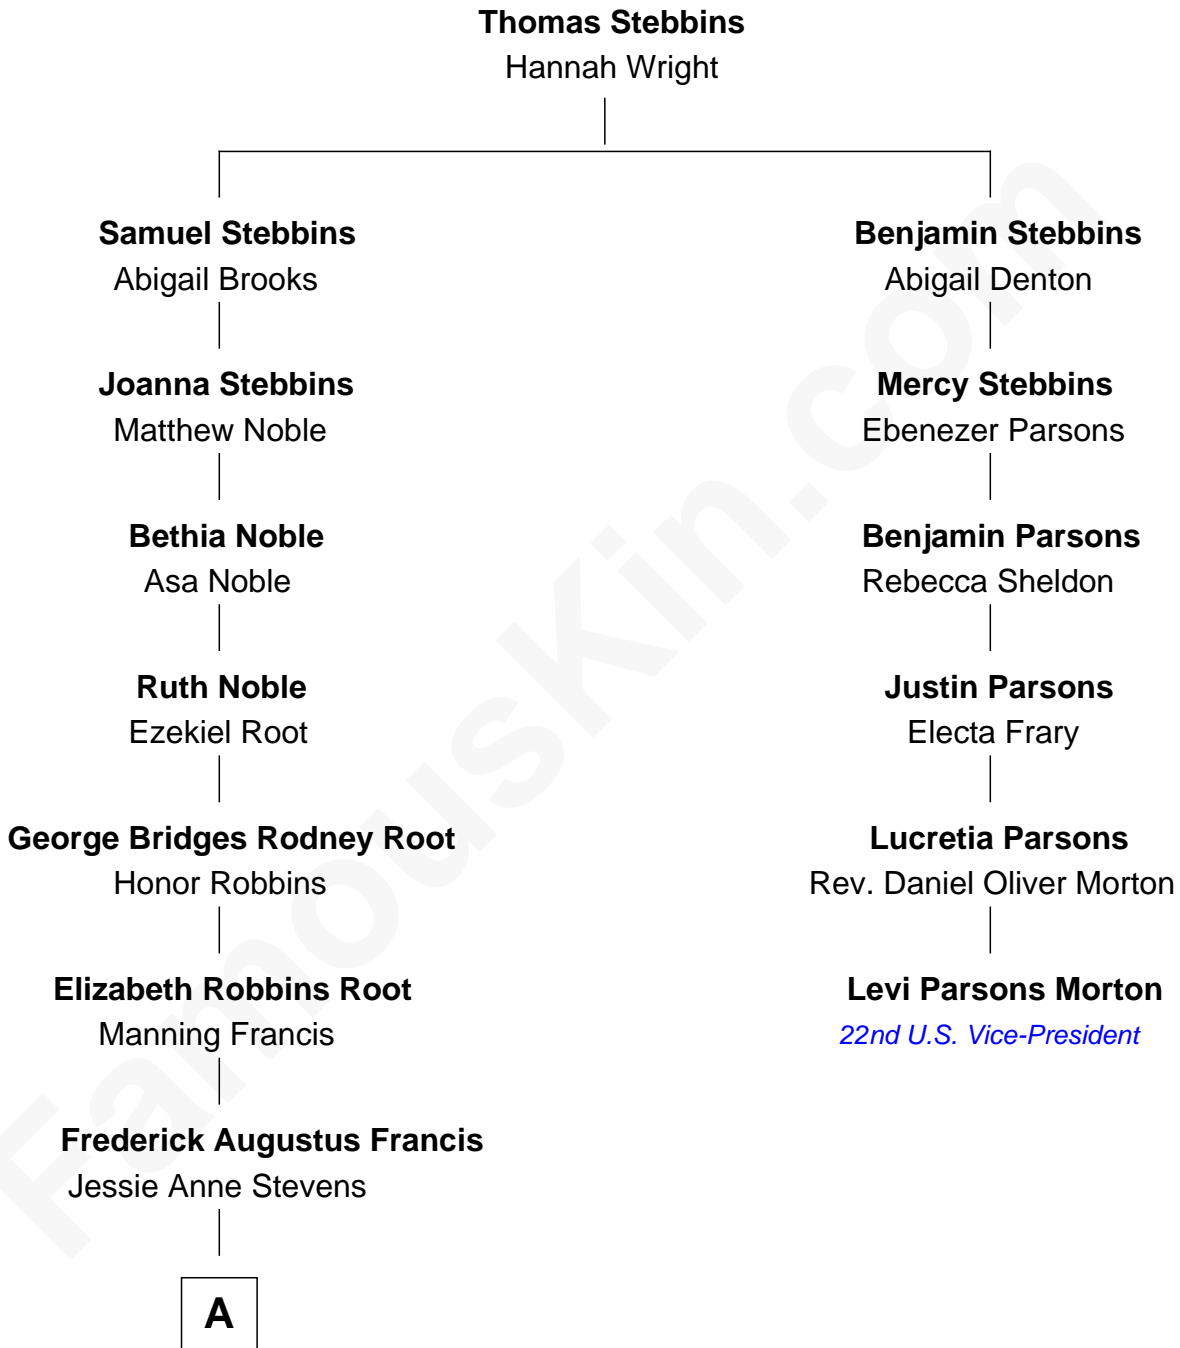 Thomas Stebbins
Hannah Wright
Samuel Stebbins
Abigail Brooks
Joanna Stebbins
Matthew Noble
Bethia Noble
Asa Noble
Ruth Noble
Ezekiel Root
George Bridges Rodney Root
Honor Robbins
Elizabeth Robbins Root
Manning Francis
Frederick Augustus Francis
Jessie Anne Stevens
A
Benjamin Stebbins
Abigail Denton
Mercy Stebbins
Ebenezer Parsons
Benjamin Parsons
Rebecca Sheldon
Justin Parsons
Electa Frary
Lucretia Parsons
Rev. Daniel Oliver Morton
Levi Parsons Morton
22nd U.S. Vice-President
FamousKin.com